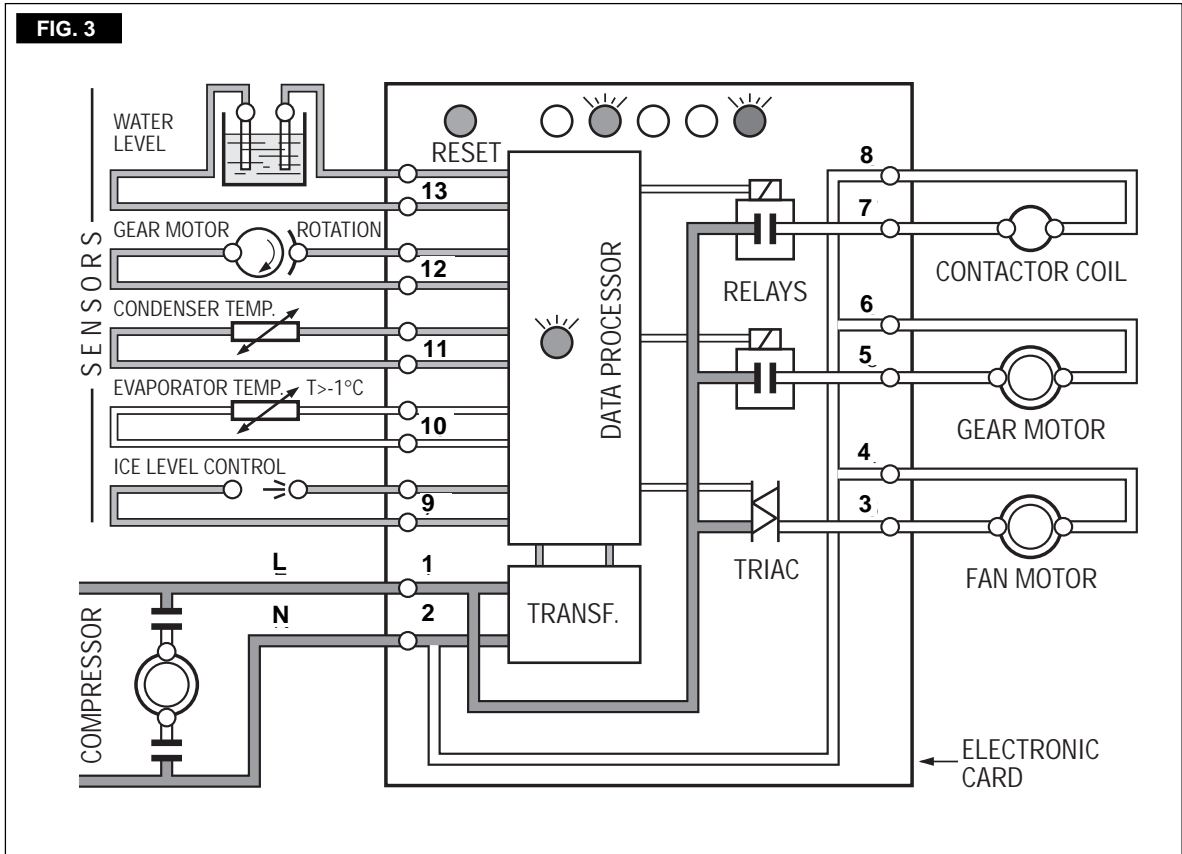 FIG. 3
WATER
LEVEL
RESET
13
GEAR MOTOR ROTATION
12
CONDENSER TEMP.
11
EVAPORATOR TEMP. T>-1°C
10
ICE LEVEL CONTROL
9
SENSORS
L
1
N
2
COMPRESSOR
DATA PROCESSOR
TRANSF.
RELAYS
TRIAC
8
7
CONTACTOR COIL
6
5
GEAR MOTOR
4
3
FAN MOTOR
ELECTRONIC
CARD